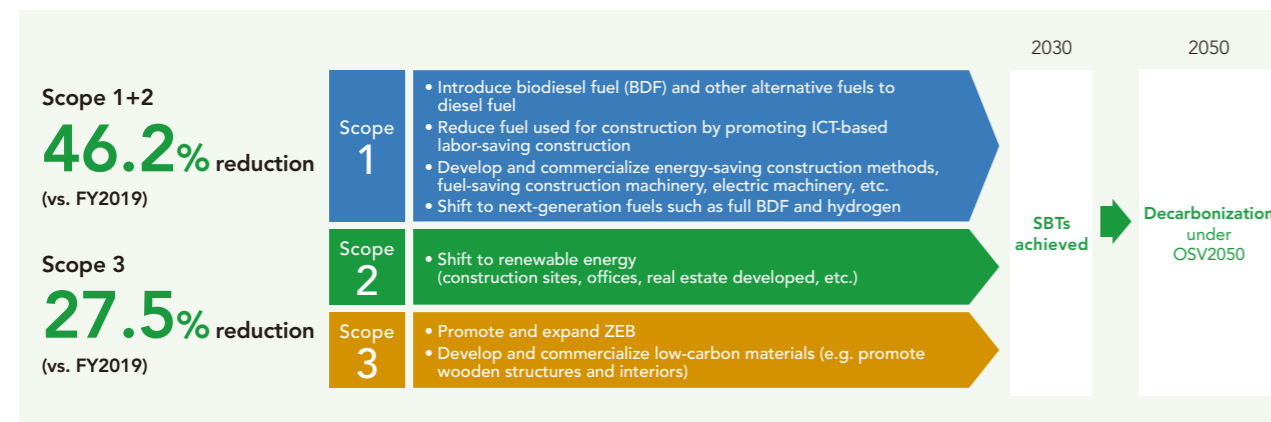 Scope 1+2
46.2% reduction
(vs. FY2019)
Scope 3
27.5% reduction
(vs. FY2019)
Scope
1
• Introduce biodiesel fuel (BDF) and other alternative fuels to
diesel fuel
• Reduce fuel used for construction by promoting ICT-based
labor-saving construction
• Develop and commercialize energy-saving construction methods,
fuel-saving construction machinery, electric machinery, etc.
• Shift to next-generation fuels such as full BDF and hydrogen
Scope
2
• Shift to renewable energy
(construction sites, offices, real estate developed, etc.)
Scope
3
• Promote and expand ZEB
• Develop and commercialize low-carbon materials (e.g. promote
wooden structures and interiors)
2030
SBTs
achieved
2050
Decarbonization
under
OSV2050